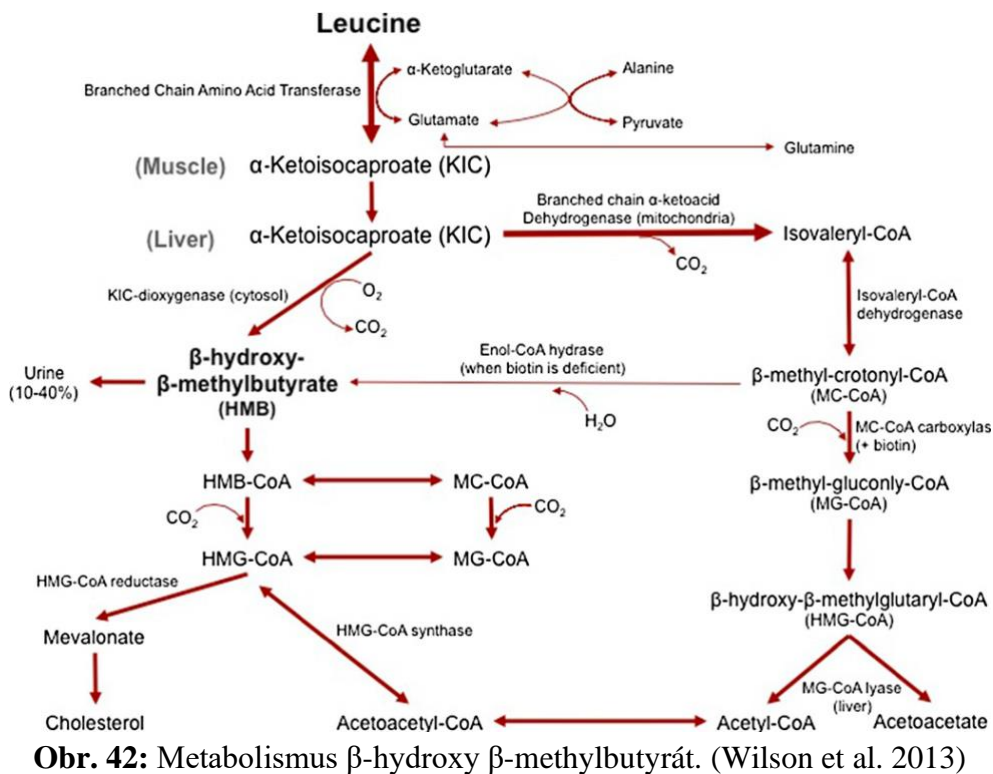 Leucine
Branched Chain Amino Acid Transferase
α-Ketoglutarate
Alanine
Glutamate
Pyruvate
Glutamine
(Muscle) α-Ketoisocaproate (KIC)
Branched chain α-ketoacid
Dehydrogenase (mitochondria)
(Liver) α-Ketoisocaproate (KIC)
Isovaleryl-CoA
CO2
KIC-dioxygenase (cytosol)
O2
CO2
Isovaleryl-CoA
dehydrogenase
Urine
(10-40%)
β-hydroxy-
β-methylbutyrate
(HMB)
Enol-CoA hydrase
(when biotin is deficient)
H2O
β-methyl-crotonyl-CoA
(MC-CoA)
CO2
MC-CoA carboxylas
(+ biotin)
HMB-CoA
MC-CoA
β-methyl-gluconly-CoA
(MG-CoA)
CO2
CO2
HMG-CoA
MG-CoA
HMG-CoA reductase
β-hydroxy-β-methylglutaryl-CoA
(HMG-CoA)
Mevalonate
HMG-CoA synthase
MG-CoA lyase
(liver)
Cholesterol
Acetoacetyl-CoA
Acetyl-CoA
Acetoacetate
Obr. 42: Metabolismus β-hydroxy β-methylbutyrát. (Wilson et al. 2013)